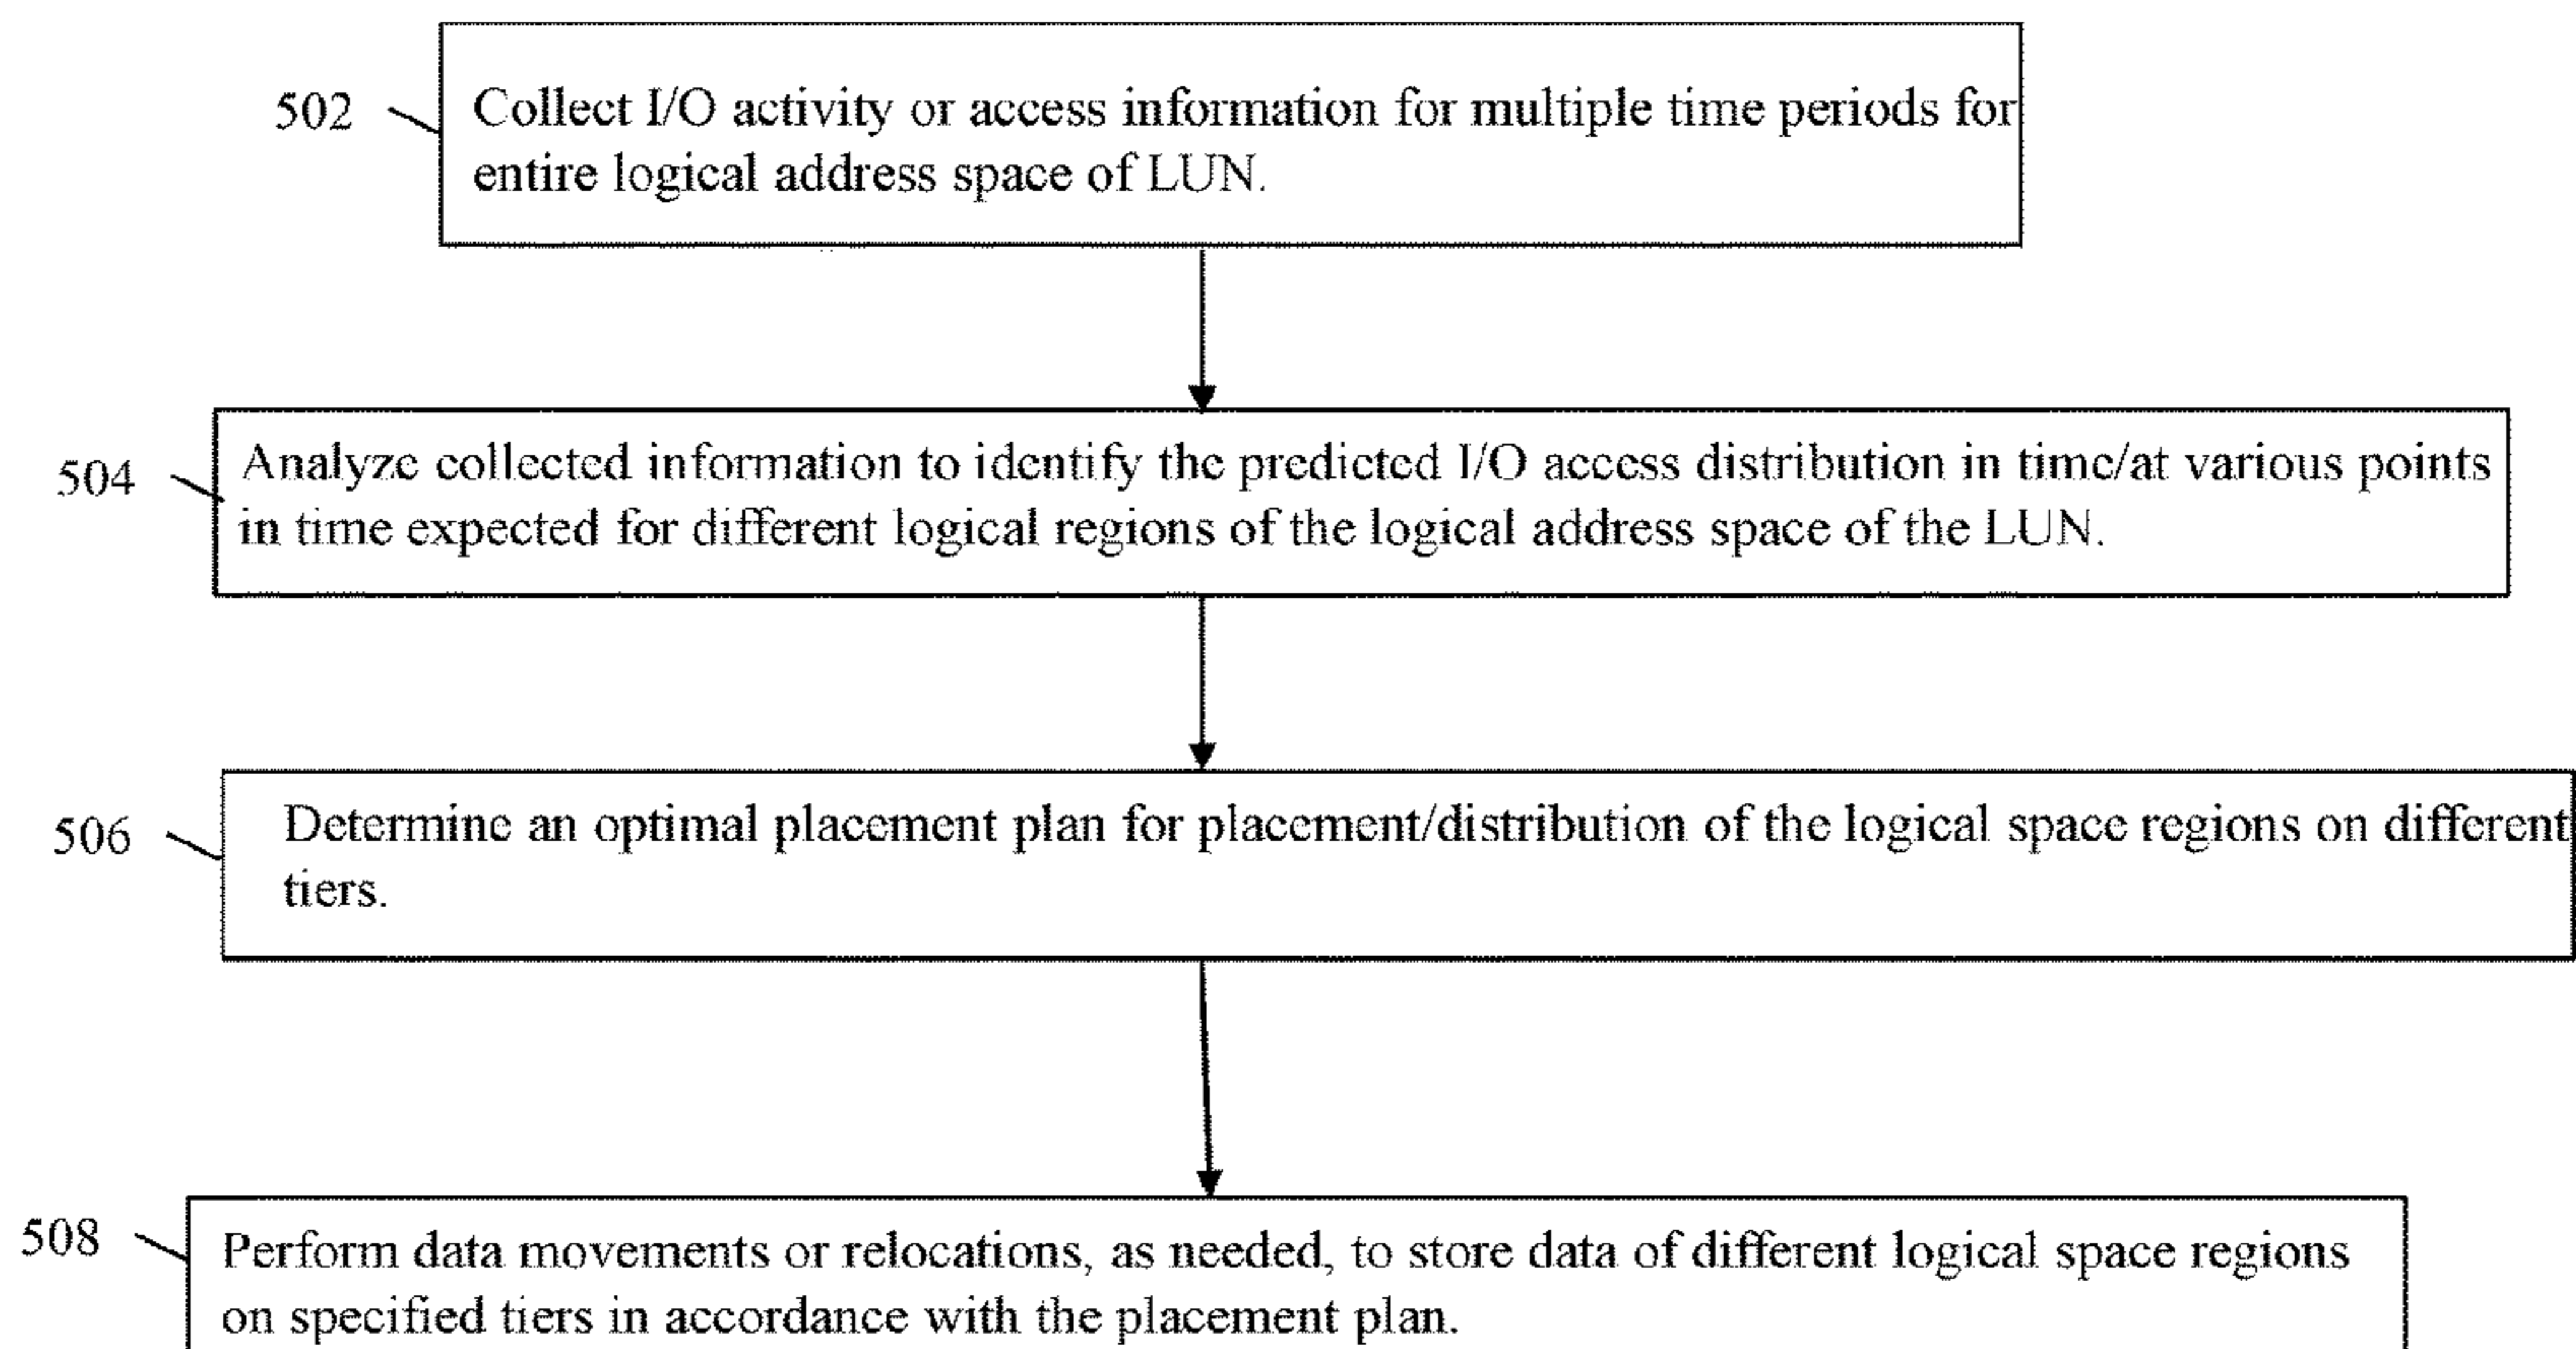 502
Collect I/O activity or access information for multiple time periods for
entire logical address space of LUN.
504
Analyze collected information to identify the predicted I/O access distribution in time/at various points
in time expected for different logical regions of the logical address space of the LUN.
506
Determine an optimal placement plan for placement/distribution of the logical space regions on different
tiers.
508
Perform data movements or relocations, as needed, to store data of different logical space regions
on specified tiers in accordance with the placement plan.